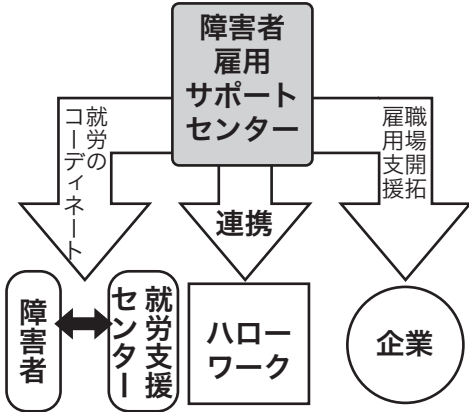 障害者
雇用
サポート
センター
就労の
コーディネート
連携
職場開拓
雇用支援
障害者
就労支援
センター
ハロー
ワーク
企業